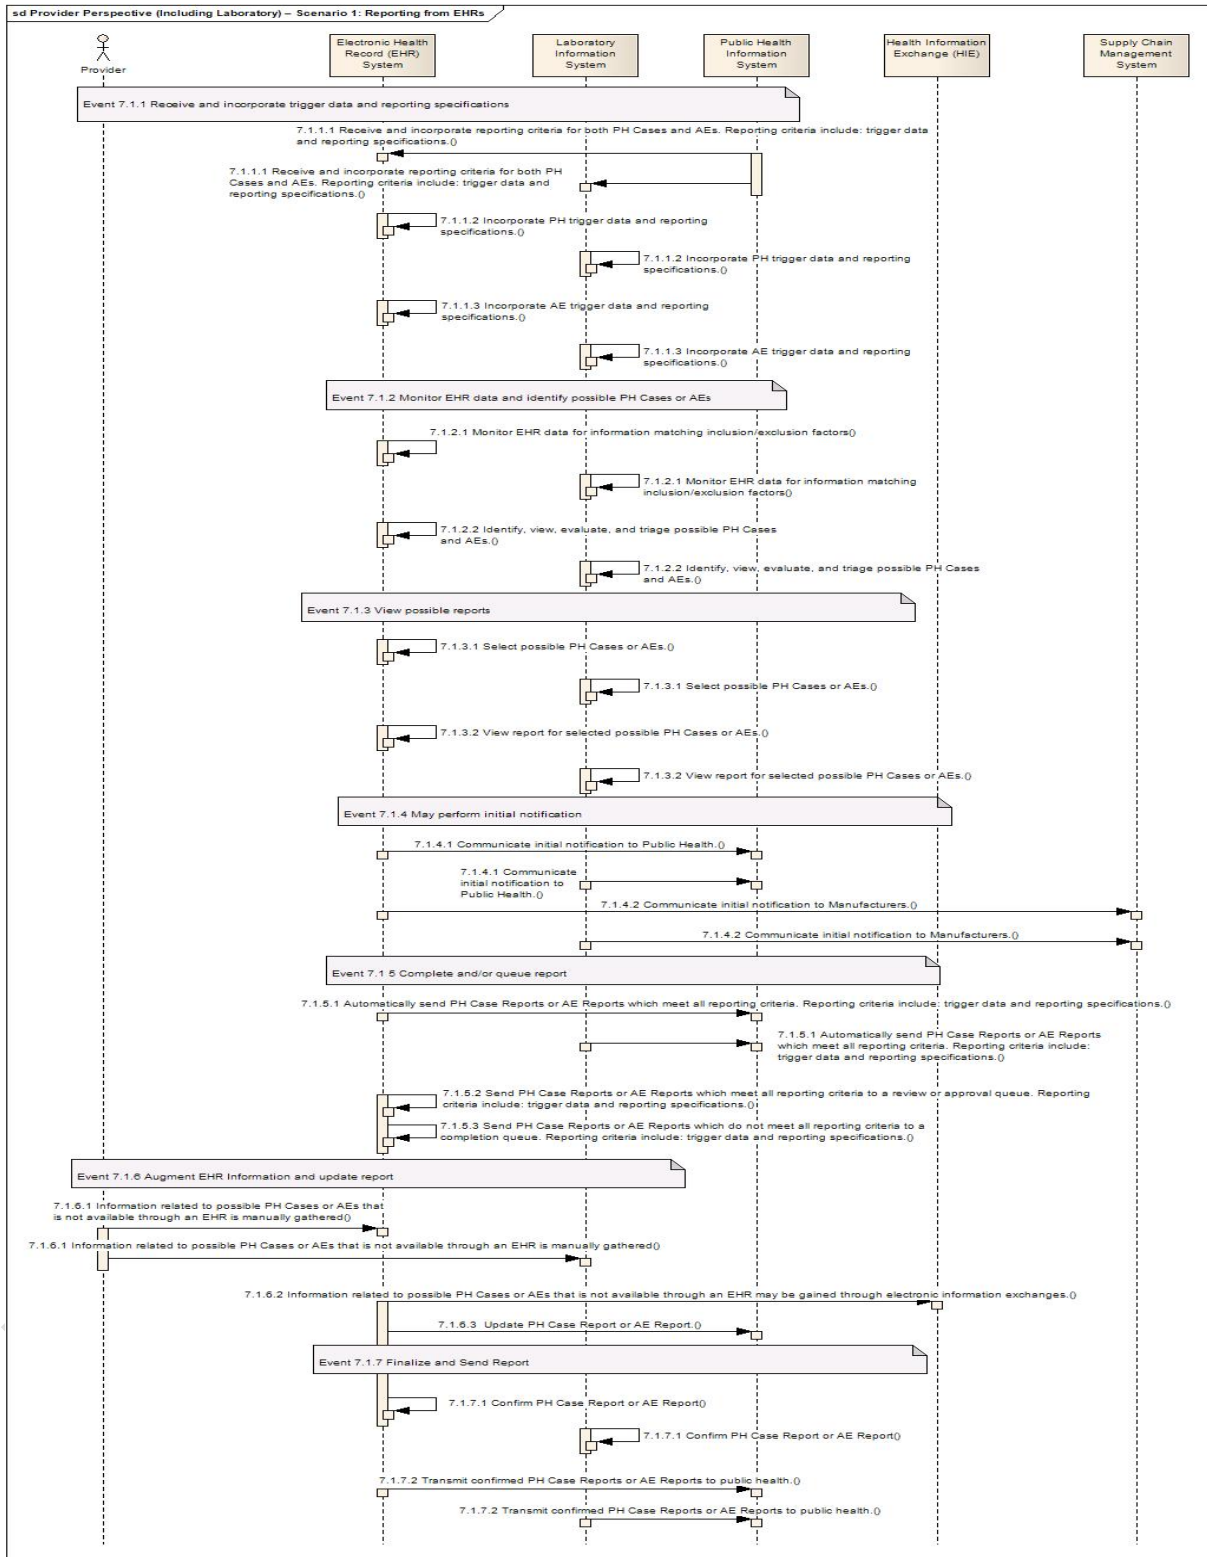 sd Provider Perspective (Including Laboratory) – Scenario 1: Reporting from EHRs
Provider
Electronic Health
Record (EHR)
System
Laboratory
Information
System
Public Health
Information
System
Health Information
Exchange (HIE)
Supply Chain
Management
System
Event 7.1.1 Receive and incorporate trigger data and reporting specifications
7.1.1.1 Receive and incorporate reporting criteria for both PH Cases and AEs. Reporting criteria include: trigger data
and reporting specifications.()
7.1.1.1 Receive and incorporate reporting criteria for both PH
Cases and AEs. Reporting criteria include: trigger data and
reporting specifications.()
7.1.1.2 Incorporate PH trigger data and reporting
specifications.()
7.1.1.2 Incorporate PH trigger data and reporting
specifications.()
7.1.1.3 Incorporate AE trigger data and reporting
specifications.()
7.1.1.3 Incorporate AE trigger data and reporting
specifications.()
Event 7.1.2 Monitor EHR data and identify possible PH Cases or AEs
7.1.2.1 Monitor EHR data for information matching inclusion/exclusion factors()
7.1.2.1 Monitor EHR data for information matching
inclusion/exclusion factors()
7.1.2.2 Identify, view, evaluate, and triage possible PH Cases
and AEs.()
7.1.2.2 Identify, view, evaluate, and triage possible PH Cases
and AEs.()
Event 7.1.3 View possible reports
7.1.3.1 Select possible PH Cases or AEs.()
7.1.3.1 Select possible PH Cases or AEs.()
7.1.3.2 View report for selected possible PH Cases or AEs.()
7.1.3.2 View report for selected possible PH Cases or AEs.()
Event 7.1.4 May perform initial notification
7.1.4.1 Communicate initial notification to Public Health.()
7.1.4.1 Communicate
initial notification to
Public Health.()
7.1.4.2 Communicate initial notification to Manufacturers.()
7.1.4.2 Communicate initial notification to Manufacturers.()
Event 7.1 5 Complete and/or queue report
7.1.5.1 Automatically send PH Case Reports or AE Reports which meet all reporting criteria. Reporting criteria include: trigger data and reporting specifications.()
7.1.5.1 Automatically send PH Case Reports or AE Reports
which meet all reporting criteria. Reporting criteria include:
trigger data and reporting specifications.()
7.1.5.2 Send PH Case Reports or AE Reports which meet all reporting criteria to a review or approval queue. Reporting
criteria include: trigger data and reporting specifications.()
7.1.5.3 Send PH Case Reports or AE Reports which do not meet all reporting criteria to a
completion queue. Reporting criteria include: trigger data and reporting specifications.()
Event 7.1.6 Augment EHR Information and update report
7.1.6.1 Information related to possible PH Cases or AEs that
is not available through an EHR is manually gathered()
7.1.6.1 Information related to possible PH Cases or AEs that is not available through an EHR is manually gathered()
7.1.6.2 Information related to possible PH Cases or AEs that is not available through an EHR may be gained through electronic information exchanges.()
7.1.6.3 Update PH Case Report or AE Report.()
Event 7.1.7 Finalize and Send Report
7.1.7.1 Confirm PH Case Report or AE Report()
7.1.7.1 Confirm PH Case Report or AE Report()
7.1.7.2 Transmit confirmed PH Case Reports or AE Reports to public health.()
7.1.7.2 Transmit confirmed PH Case Reports or AE Reports to public health.()